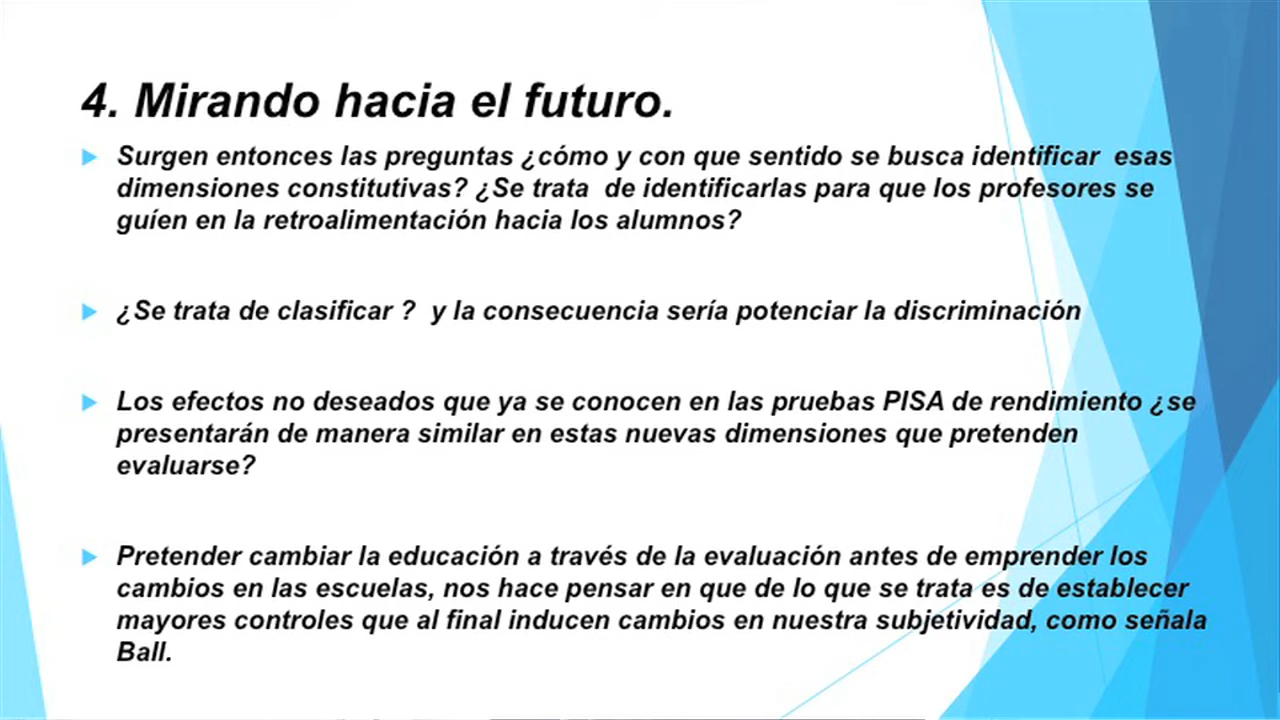 4. Mirando hacia el futuro.
Surgen entonces las preguntas ¿cómo y con que sentido se busca identificar esas
dimensiones constitutivas? ¿Se trata de identificarlas para que los profesores se
guíen en la retroalimentación hacia los alumnos?
¿Se trata de clasificar ? y la consecuencia sería potenciar la discriminación
Los efectos no deseados que ya se conocen en las pruebas PISA de rendimiento ¿se
presentarán de manera similar en estas nuevas dimensiones que pretenden
evaluarse?
Pretender cambiar la educación a través de la evaluación antes de emprender los
cambios en las escuelas, nos hace pensar en que de lo que se trata es de establecer
mayores controles que al final inducen cambios en nuestra subjetividad, como señala
Ball.